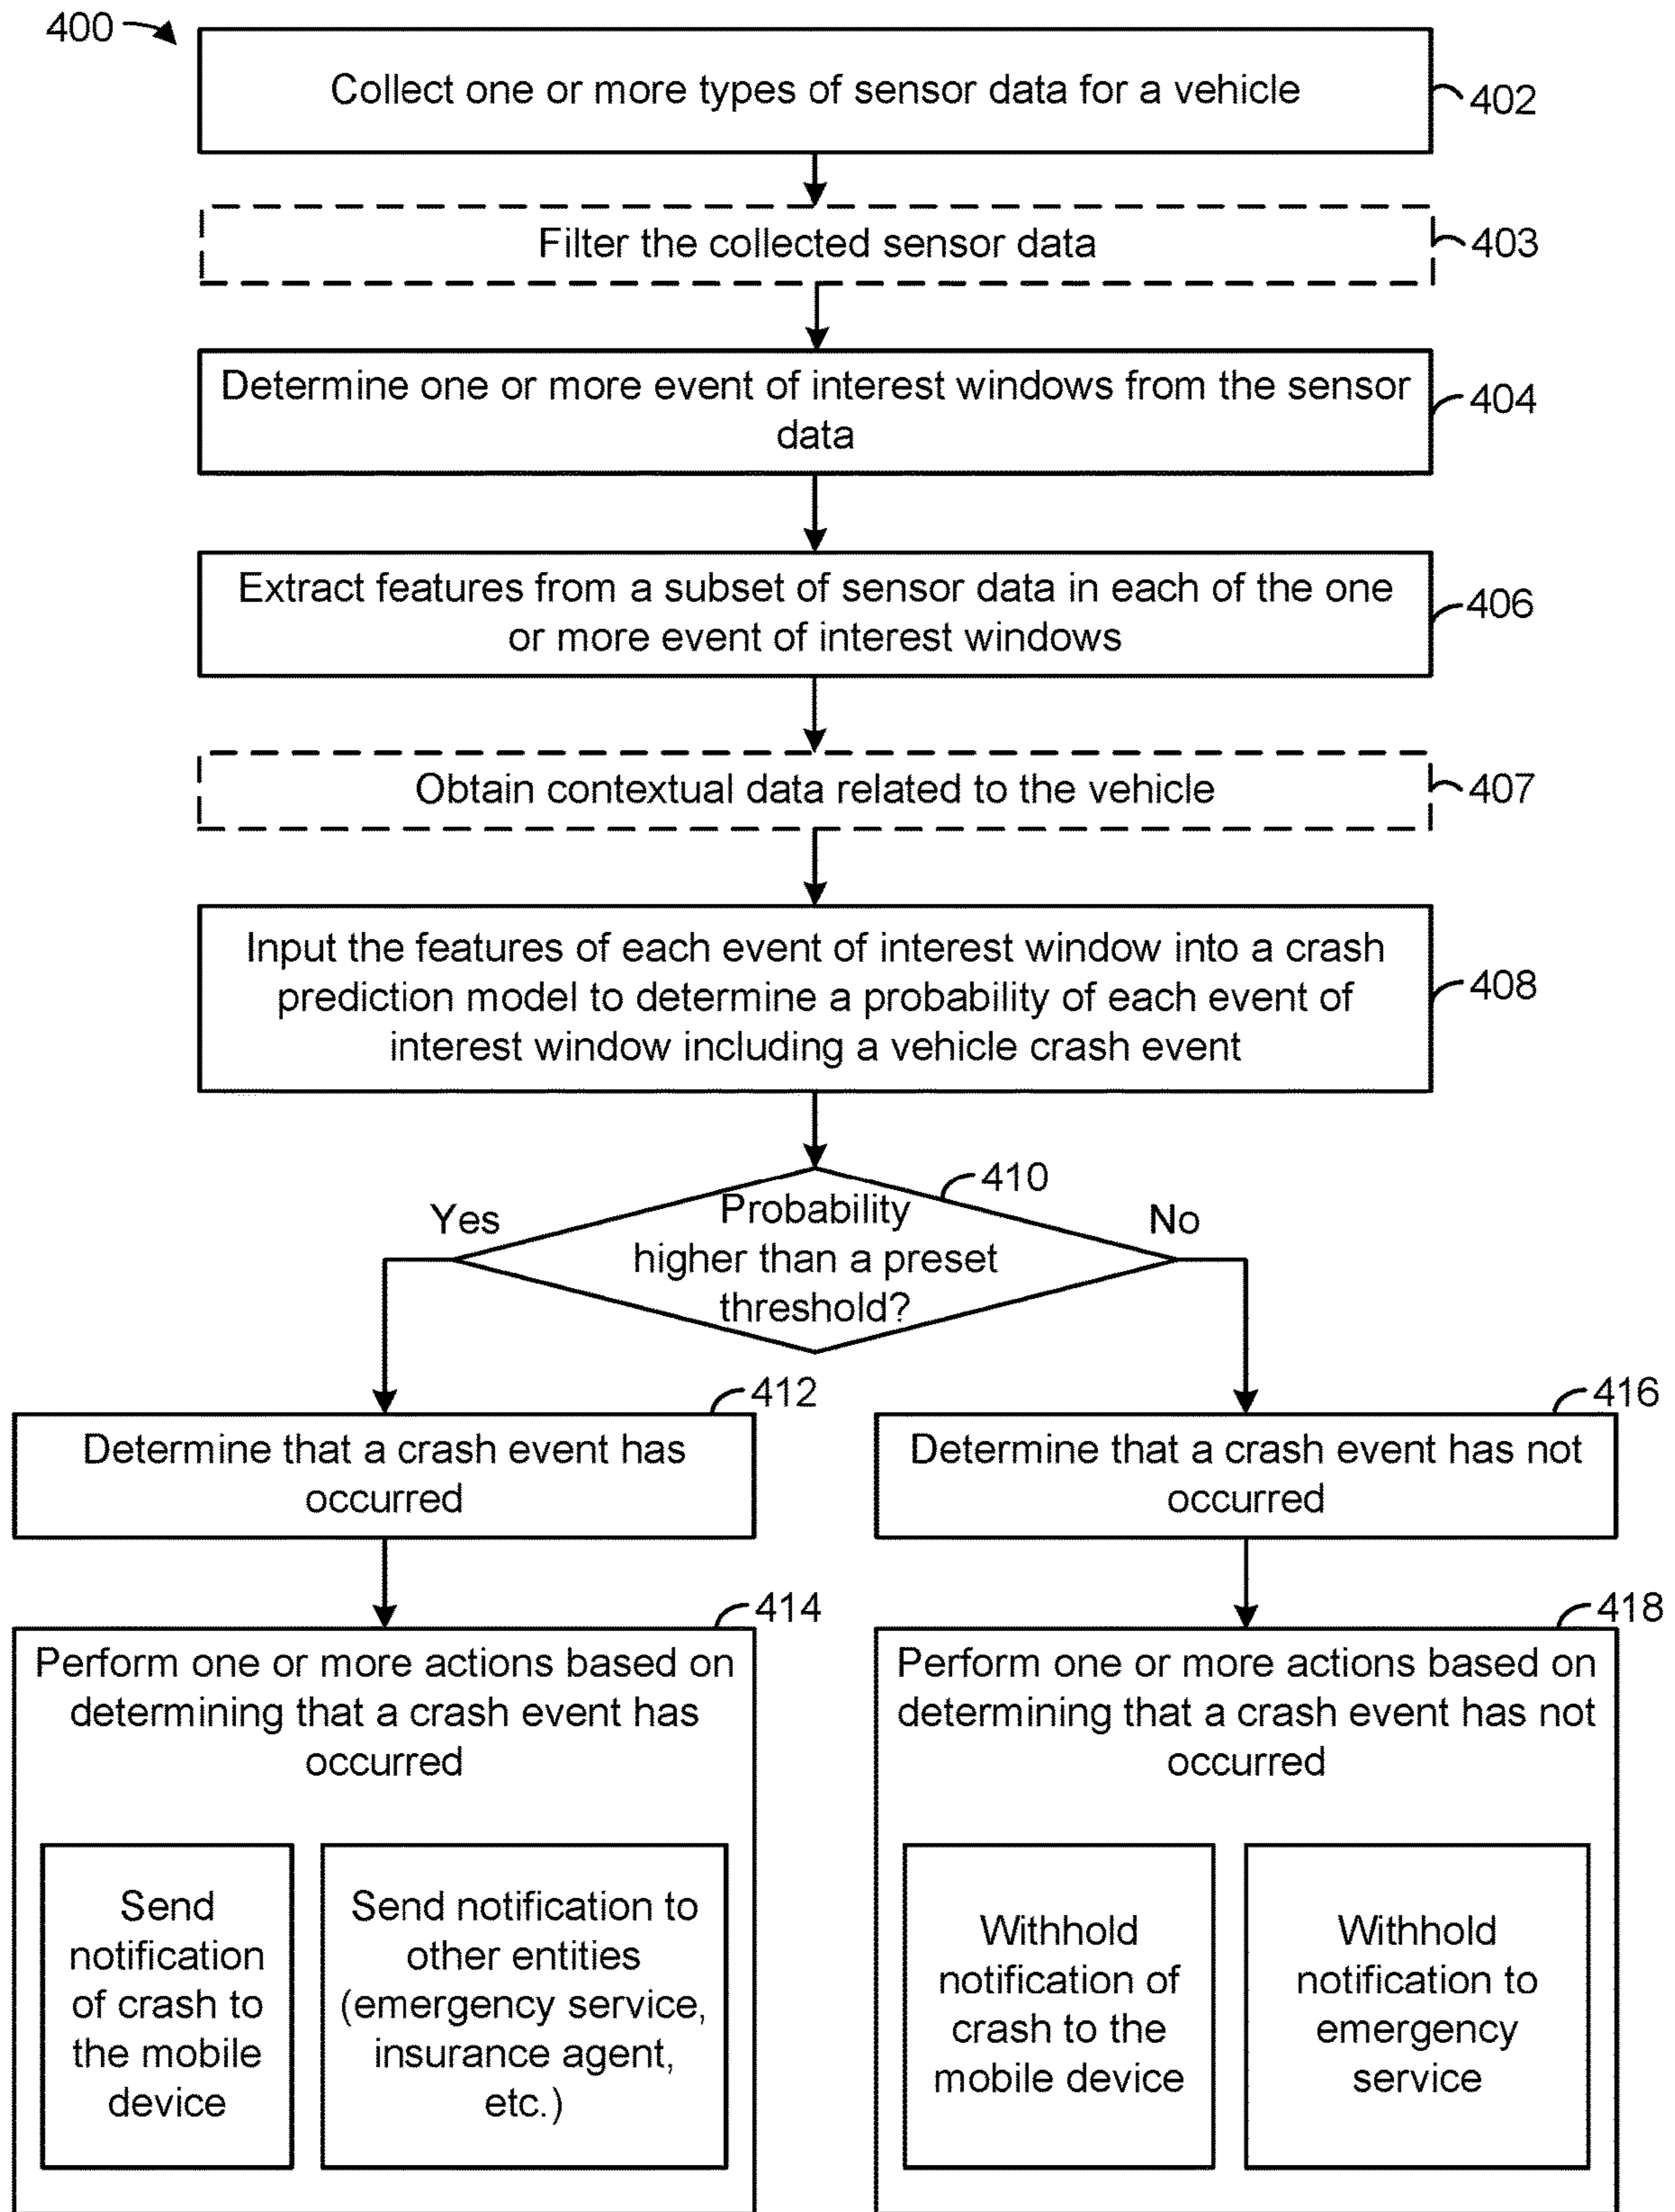 400
Collect one or more types of sensor data for a vehicle
402
Filter the collected sensor data
403
Determine one or more event of interest windows from the sensor
data
404
Extract features from a subset of sensor data in each of the one
or more event of interest windows
406
Obtain contextual data related to the vehicle
407
Input the features of each event of interest window into a crash
prediction model to determine a probability of each event of
interest window including a vehicle crash event
408
410
Probability
higher than a preset
threshold?
Yes
No
412
Determine that a crash event has
occurred
416
Determine that a crash event has not
occurred
414
Perform one or more actions based on
determining that a crash event has
occurred
Send
notification
of crash to
the mobile
device
Send notification to
other entities
(emergency service,
insurance agent,
etc.)
418
Perform one or more actions based on
determining that a crash event has not
occurred
Withhold
notification of
crash to the
mobile device
Withhold
notification to
emergency
service